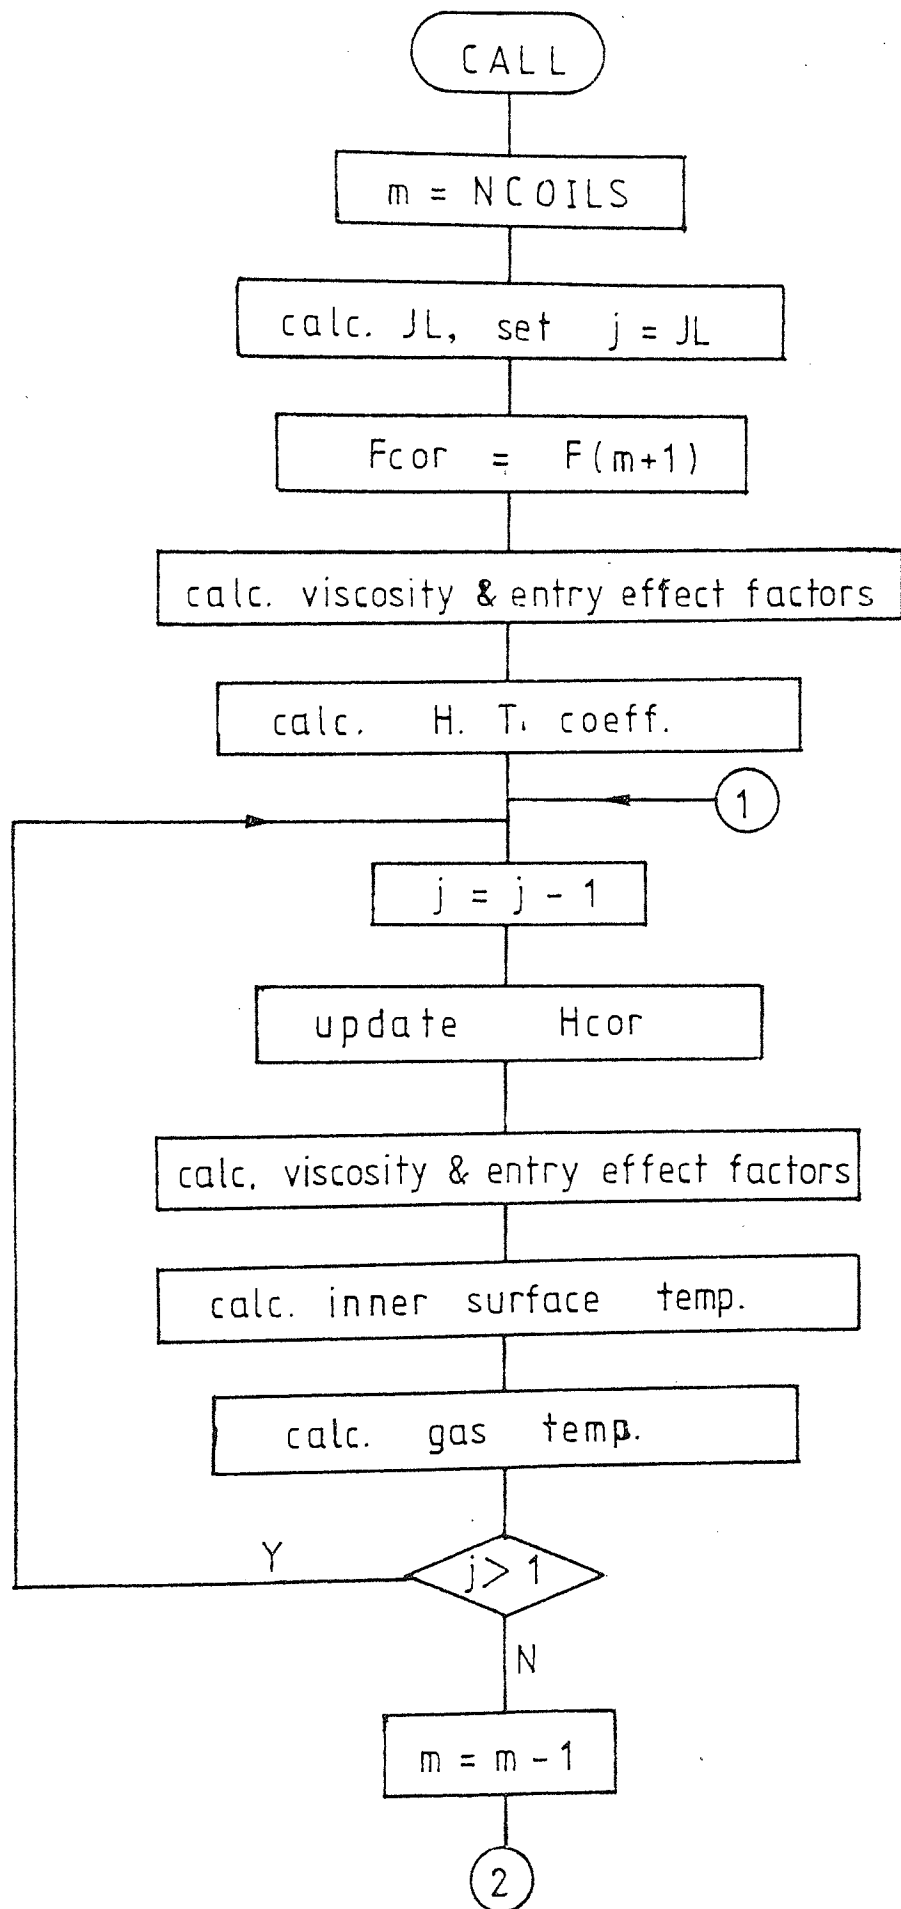 CALL
m = NCOILS
calc. JL, set j = JL
Fcor = F(m+1)
calc. viscosity & entry effect factors
calc. H. T. coeff.
1
j = j - 1
update Hcor
calc. viscosity & entry effect factors
calc. inner surface temp.
calc. gas temp.
j > 1
Y
N
m = m - 1
2